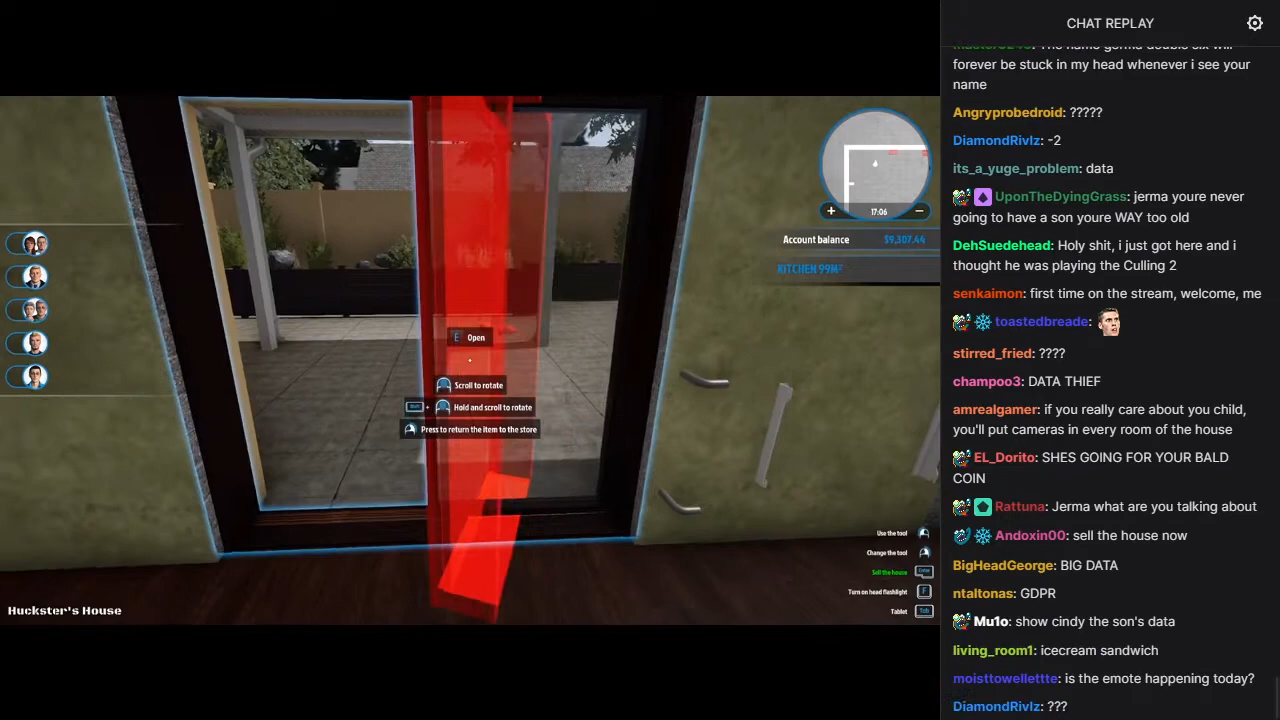 17:06
Account balance $9,307.44
KITCHEN 99M²
E Open
Scroll to rotate
Hold and scroll to rotate
Press to return the item to the store
Use the tool
Change the tool
Sell the house
Turn on head flashlight F
Tablet Tab
Huckster's House
CHAT REPLAY
forever be stuck in my head whenever i see your
name
Angryprobedroid: ?????
DiamondRivlz: -2
its_a_yuge_problem: data
UponTheDyingGrass: jerma youre never
going to have a son youre WAY too old
DehSuedehead: Holy shit, i just got here and i
thought he was playing the Culling 2
senkaimon: first time on the stream, welcome, me
toastedbreade:
stirred_fried: ????
champoo3: DATA THIEF
amrealgamer: if you really care about you child,
you'll put cameras in every room of the house
EL_Dorito: SHES GOING FOR YOUR BALD
COIN
Rattuna: Jerma what are you talking about
Andoxin00: sell the house now
BigHeadGeorge: BIG DATA
ntaltonas: GDPR
Mu1o: show cindy the son's data
living_room1: icecream sandwich
moisttowellettte: is the emote happening today?
DiamondRivlz: ???